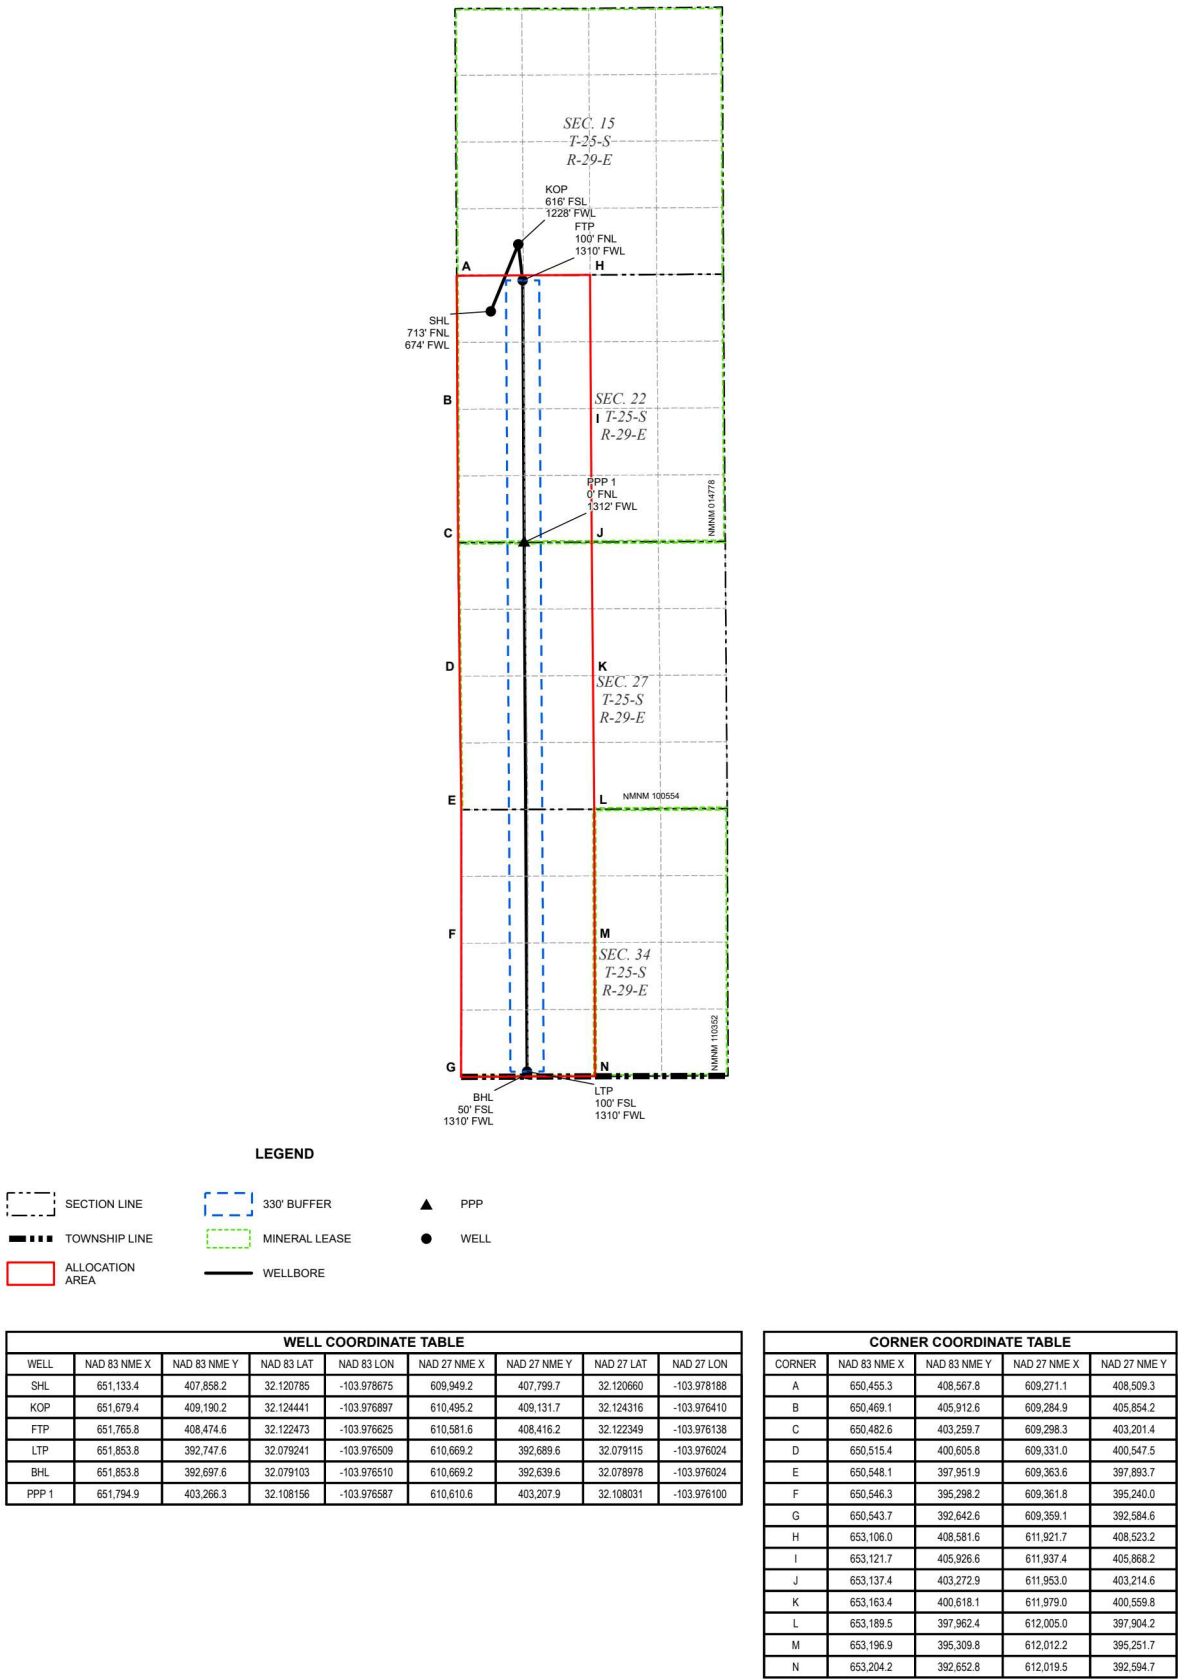 SEC. 15
T-25-S
R-29-E
KOP
616' FSL
1228' FWL
FTP
100' FNL
1310' FWL
A
H
SHL
713' FNL
674' FWL
B
SEC. 22
I
T-25-S
R-29-E
PPP 1
0' FNL
1312' FWL
NMNM 014778
C
J
D
K
SEC. 27
T-25-S
R-29-E
E
L
NMNM 100554
F
M
SEC. 34
T-25-S
R-29-E
NMNM 110352
G
N
BHL
50' FSL
1310' FWL
LTP
100' FSL
1310' FWL
LEGEND
SECTION LINE
330' BUFFER
PPP
TOWNSHIP LINE
MINERAL LEASE
WELL
ALLOCATION
AREA
WELLBORE
WELL COORDINATE TABLE
WELL NAD 83 NME X NAD 83 NME Y NAD 83 LAT NAD 83 LON NAD 27 NME X NAD 27 NME Y NAD 27 LAT NAD 27 LON
SHL 651,133.4 407,858.2 32.120785 -103.978675 609,949.2 407,799.7 32.120660 -103.978188
KOP 651,679.4 409,190.2 32.124441 -103.976897 610,495.2 409,131.7 32.124316 -103.976410
FTP 651,765.8 408,474.6 32.122473 -103.976625 610,581.6 408,416.2 32.122349 -103.976138
LTP 651,853.8 392,747.6 32.079241 -103.976509 610,669.2 392,689.6 32.079115 -103.976024
BHL 651,853.8 392,697.6 32.079103 -103.976510 610,669.2 392,639.6 32.078978 -103.976024
PPP 1 651,794.9 403,266.3 32.108156 -103.976587 610,610.6 403,207.9 32.108031 -103.976100
CORNER COORDINATE TABLE
CORNER NAD 83 NME X NAD 83 NME Y NAD 27 NME X NAD 27 NME Y
A 650,455.3 408,567.8 609,271.1 408,509.3
B 650,469.1 405,912.6 609,284.9 405,854.2
C 650,482.6 403,259.7 609,298.3 403,201.4
D 650,515.4 400,605.8 609,331.0 400,547.5
E 650,548.1 397,951.9 609,363.6 397,893.7
F 650,546.3 395,298.2 609,361.8 395,240.0
G 650,543.7 392,642.6 609,359.1 392,584.6
H 653,106.0 408,581.6 611,921.7 408,523.2
I 653,121.7 405,926.6 611,937.4 405,868.2
J 653,137.4 403,272.9 611,953.0 403,214.6
K 653,163.4 400,618.1 611,979.0 400,559.8
L 653,189.5 397,962.4 612,005.0 397,904.2
M 653,196.9 395,309.8 612,012.2 395,251.7
N 653,204.2 392,652.8 612,019.5 392,594.7